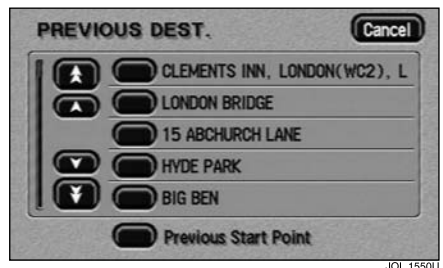 PREVIOUS DEST.
Cancel
CLEMENTS INN, LONDON(WC2), L
LONDON BRIDGE
15 ABCHURCH LANE
HYDE PARK
BIG BEN
Previous Start Point
JOL 1550U